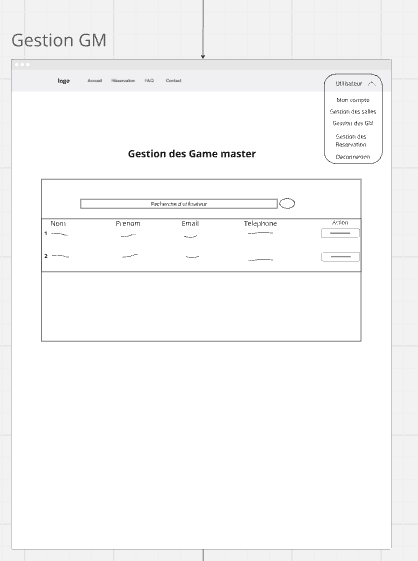 Gestion GM
logo Accueil Réservation FAQ Contact
Utilisateur
Mon compte
Gestion des salles
Gestion des GM
Gestion des
Reservation
Déconnexion
Gestion des Game master
Recherche d'utilisateur
Nom Prenom Email Telephone Action
1
2